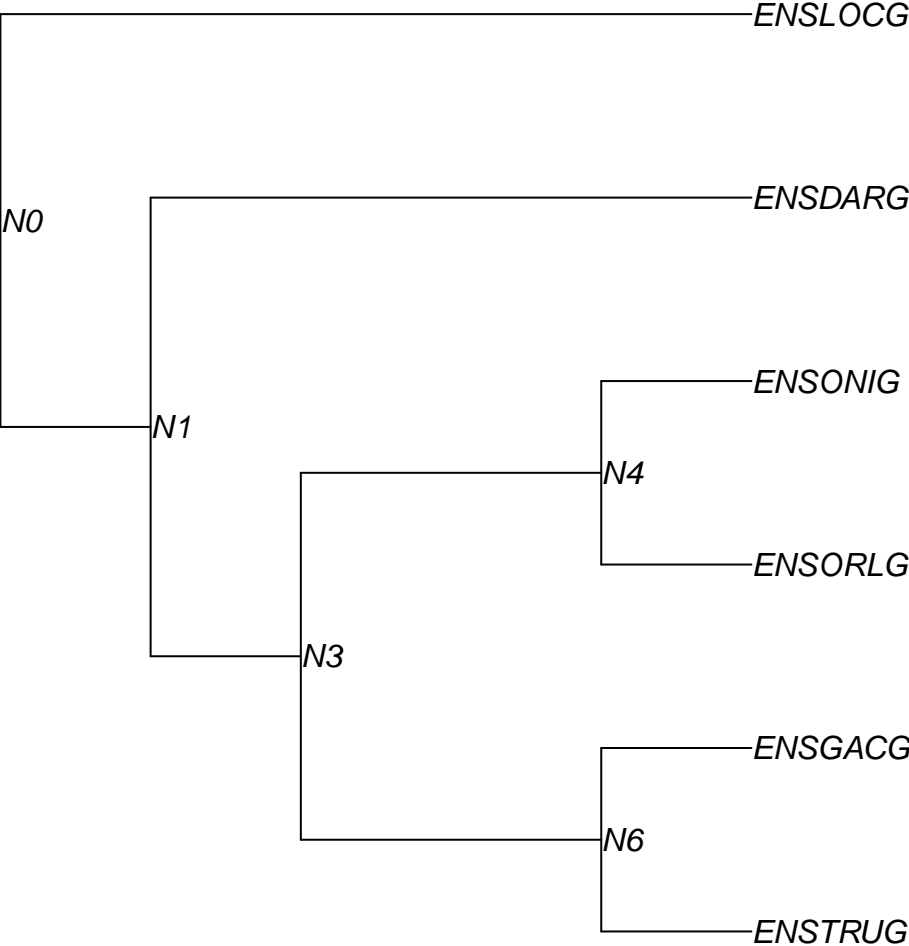 ENSLOCG
ENSDARG
N0
ENSONIG
N1
N4
ENSORLG
N3
ENSGACG
N6
ENSTRUG